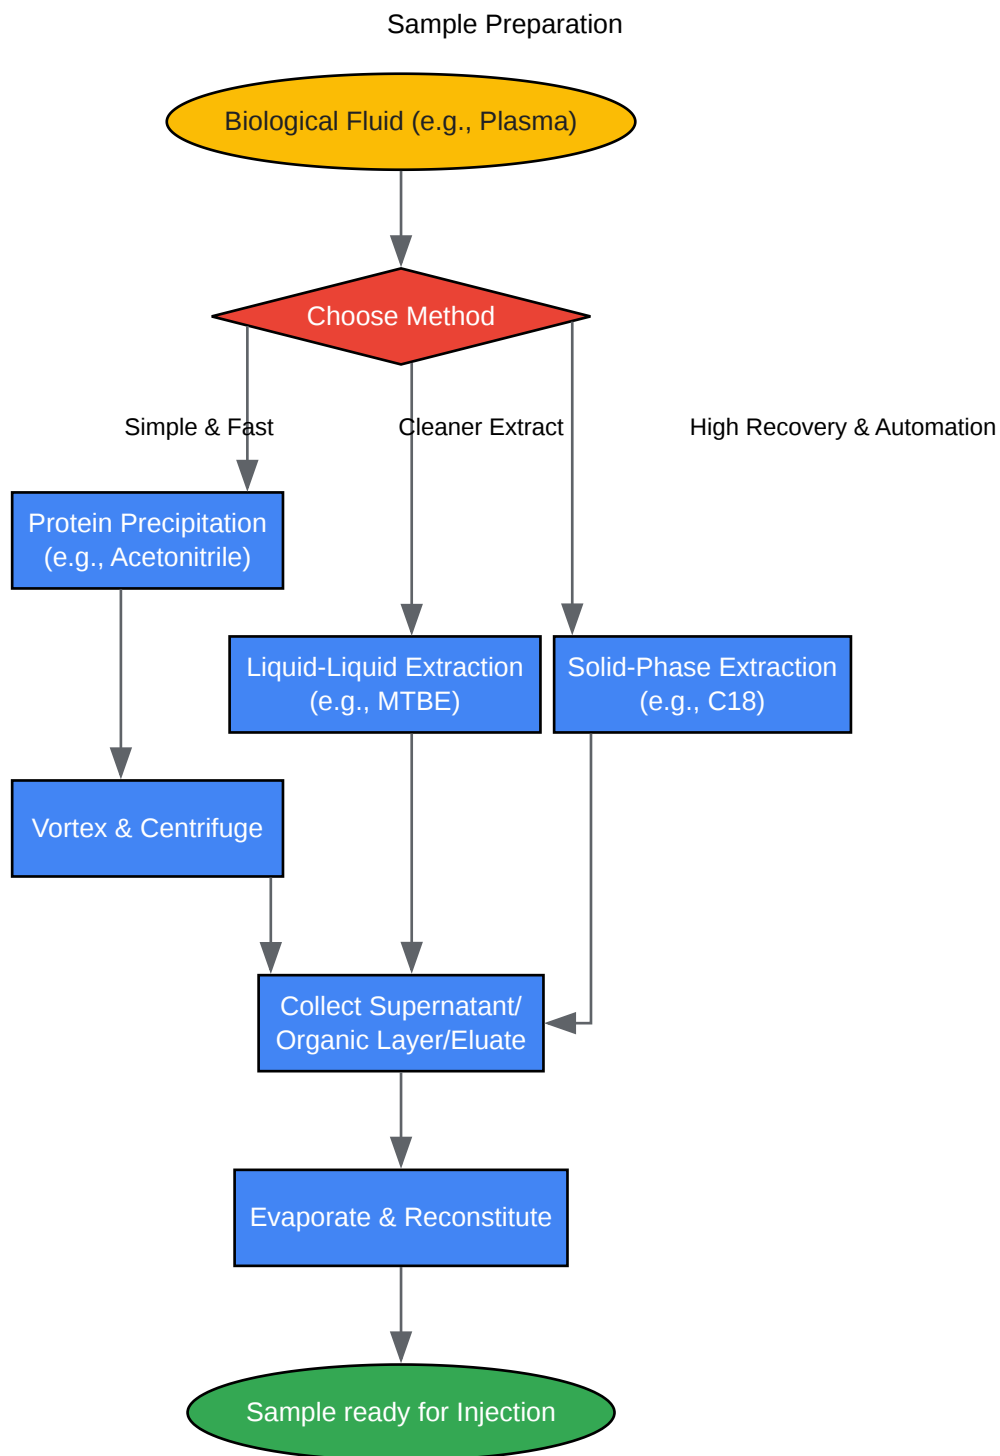 Sample Preparation
Biological Fluid (e.g., Plasma)
Choose Method
Simple & Fast
Cleaner Extract
High Recovery & Automation
Protein Precipitation
(e.g., Acetonitrile)
Liquid-Liquid Extraction
(e.g., MTBE)
Solid-Phase Extraction
(e.g., C18)
Vortex & Centrifuge
Collect Supernatant/
Organic Layer/Eluate
Evaporate & Reconstitute
Sample ready for Injection